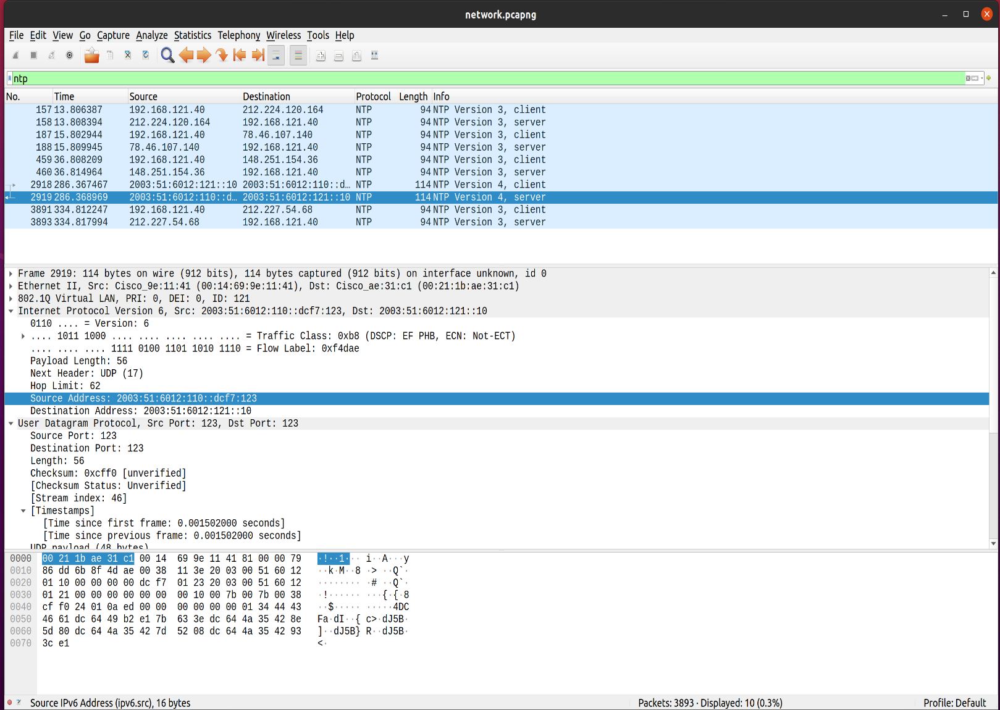 network.pcapng
File Edit View Go Capture Analyze Statistics Telephony Wireless Tools Help
ntp
No. Time Source Destination Protocol Length Info
157 13.806387 192.168.121.40 212.224.120.164 NTP 94 NTP Version 3, client
158 13.808394 212.224.120.164 192.168.121.40 NTP 94 NTP Version 3, server
187 15.802944 192.168.121.40 78.46.107.140 NTP 94 NTP Version 3, client
188 15.809945 78.46.107.140 192.168.121.40 NTP 94 NTP Version 3, server
459 36.808209 192.168.121.40 148.251.154.36 NTP 94 NTP Version 3, client
460 36.814964 148.251.154.36 192.168.121.40 NTP 94 NTP Version 3, server
2918 286.367467 2003:51:6012:121::10 2003:51:6012:110::d… NTP 114 NTP Version 4, client
2919 286.368969 2003:51:6012:110::d… 2003:51:6012:121::10 NTP 114 NTP Version 4, server
3891 334.812247 192.168.121.40 212.227.54.68 NTP 94 NTP Version 3, client
3893 334.817994 212.227.54.68 192.168.121.40 NTP 94 NTP Version 3, server
Frame 2919: 114 bytes on wire (912 bits), 114 bytes captured (912 bits) on interface unknown, id 0
Ethernet II, Src: Cisco_9e:11:41 (00:14:69:9e:11:41), Dst: Cisco_ae:31:c1 (00:21:1b:ae:31:c1)
802.1Q Virtual LAN, PRI: 0, DEI: 0, ID: 121
Internet Protocol Version 6, Src: 2003:51:6012:110::dcf7:123, Dst: 2003:51:6012:121::10
0110 .... = Version: 6
.... 1011 1000 .... .... .... .... .... = Traffic Class: 0xb8 (DSCP: EF PHB, ECN: Not-ECT)
.... .... .... 1111 0100 1101 1010 1110 = Flow Label: 0xf4dae
Payload Length: 56
Next Header: UDP (17)
Hop Limit: 62
Source Address: 2003:51:6012:110::dcf7:123
Destination Address: 2003:51:6012:121::10
User Datagram Protocol, Src Port: 123, Dst Port: 123
Source Port: 123
Destination Port: 123
Length: 56
Checksum: 0xcff0 [unverified]
[Checksum Status: Unverified]
[Stream index: 46]
[Timestamps]
[Time since first frame: 0.001502000 seconds]
[Time since previous frame: 0.001502000 seconds]
UDP payload (48 bytes)
0000 00 21 1b ae 31 c1 00 14 69 9e 11 41 81 00 00 79 ·!··1··· i··A···y
0010 86 dd 6b 8f 4d ae 00 38 11 3e 20 03 00 51 60 12 ··k·M··8 ·> ··Q`·
0020 01 10 00 00 00 00 dc f7 01 23 20 03 00 51 60 12 ········ ·# ··Q`·
0030 01 21 00 00 00 00 00 00 00 10 00 7b 00 7b 00 38 ·!······ ···{·{·8
0040 cf f0 24 01 0a ed 00 00 00 00 00 01 34 44 43 ··$····· ·····4DC
0050 46 61 dc 64 49 b2 e1 7b 63 3e dc 64 4a 35 42 8e Fa·dI··{ c>·dJ5B·
0060 5d 80 dc 64 4a 35 42 7d 52 08 dc 64 4a 35 42 93 ]··dJ5B} R··dJ5B·
0070 3c e1 <·
Source IPv6 Address (ipv6.src), 16 bytes
Packets: 3893 · Displayed: 10 (0.3%)
Profile: Default